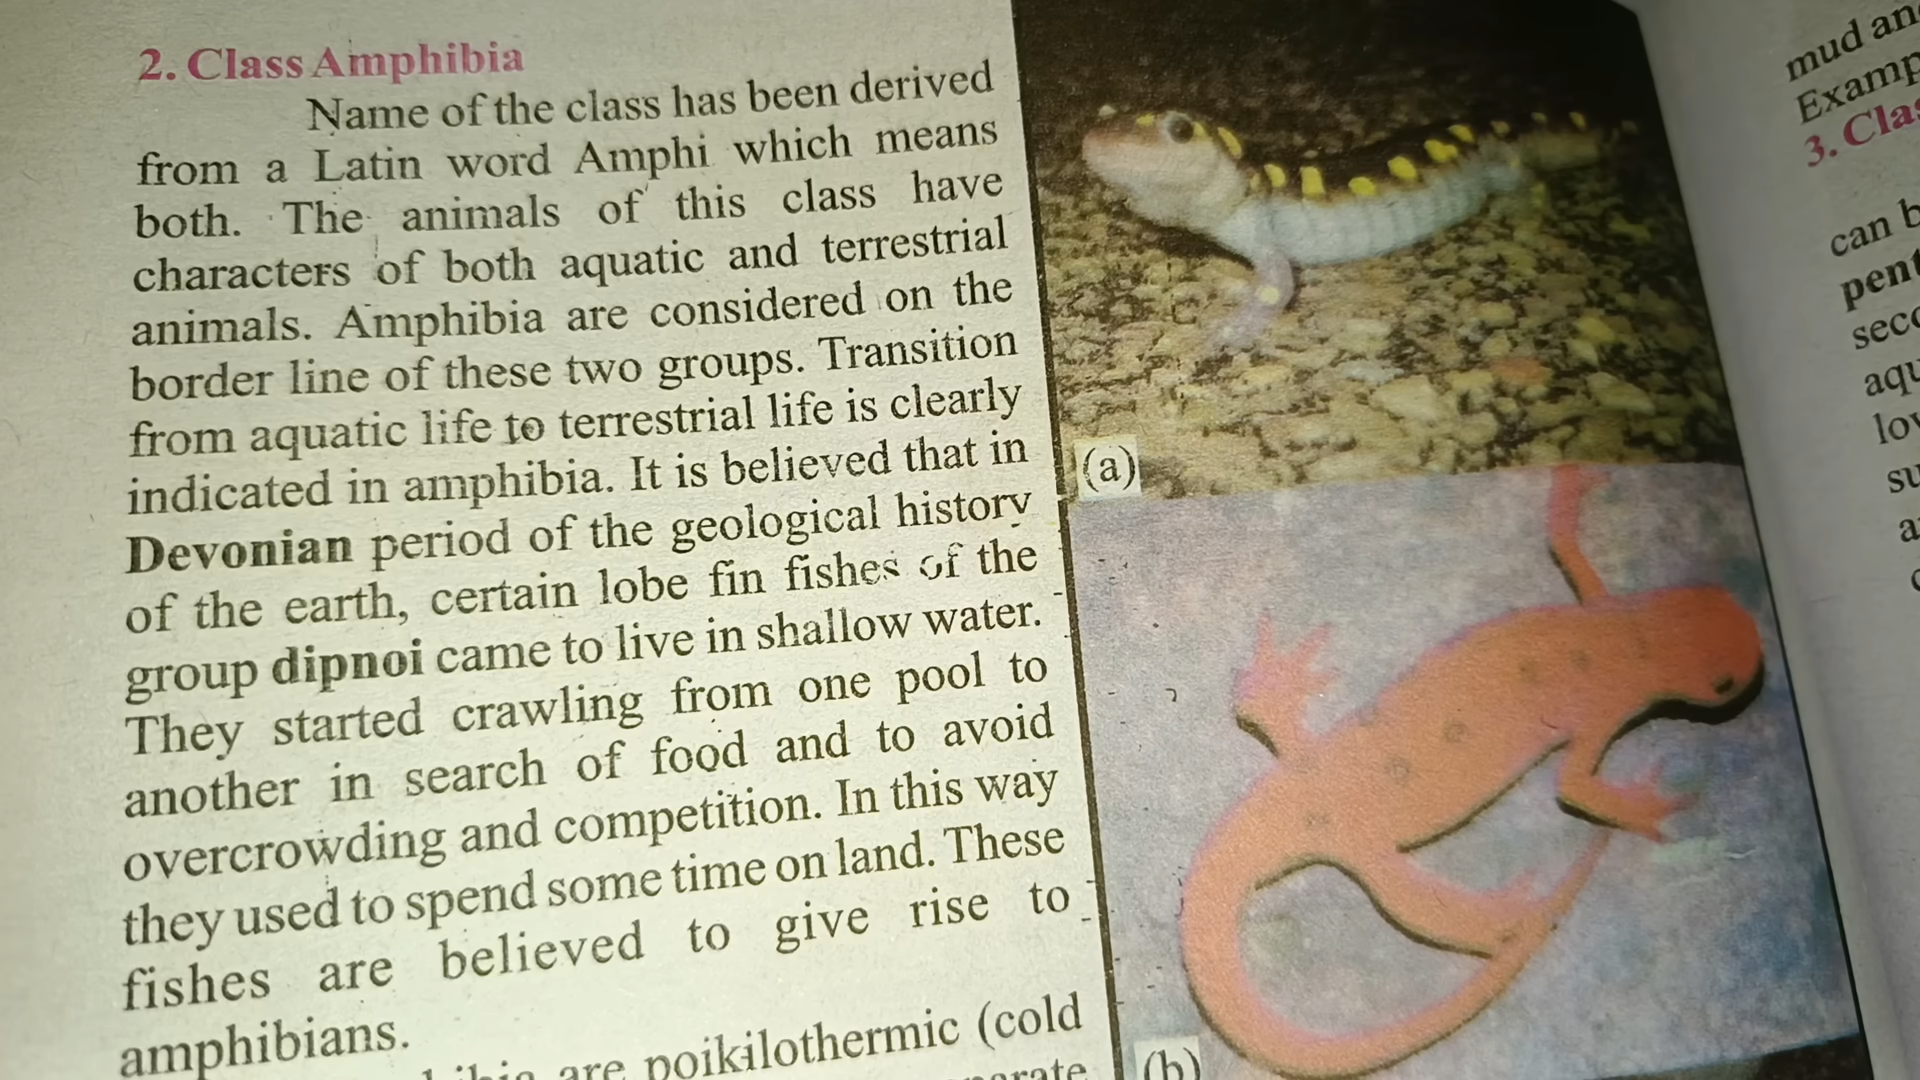 2. Class Amphibia
Name of the class has been derived
from a Latin word Amphi which means
both. The animals of this class have
characters of both aquatic and terrestrial
animals. Amphibia are considered on the
border line of these two groups. Transition
from aquatic life to terrestrial life is clearly
indicated in amphibia. It is believed that in
Devonian period of the geological history
of the earth, certain lobe fin fishes of the
group dipnoi came to live in shallow water.
They started crawling from one pool to
another in search of food and to avoid
overcrowding and competition. In this way
they used to spend some time on land. These
fishes are believed to give rise to
amphibians.
are poikilothermic (cold
(a)
(b)
mud
3.
can